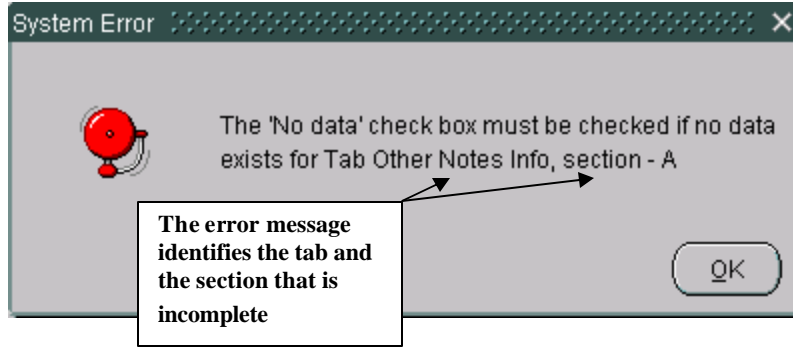 System Error
The 'No data' check box must be checked if no data
exists for Tab Other Notes Info, section - A
The error message
identifies the tab and
the section that is
incomplete
OK